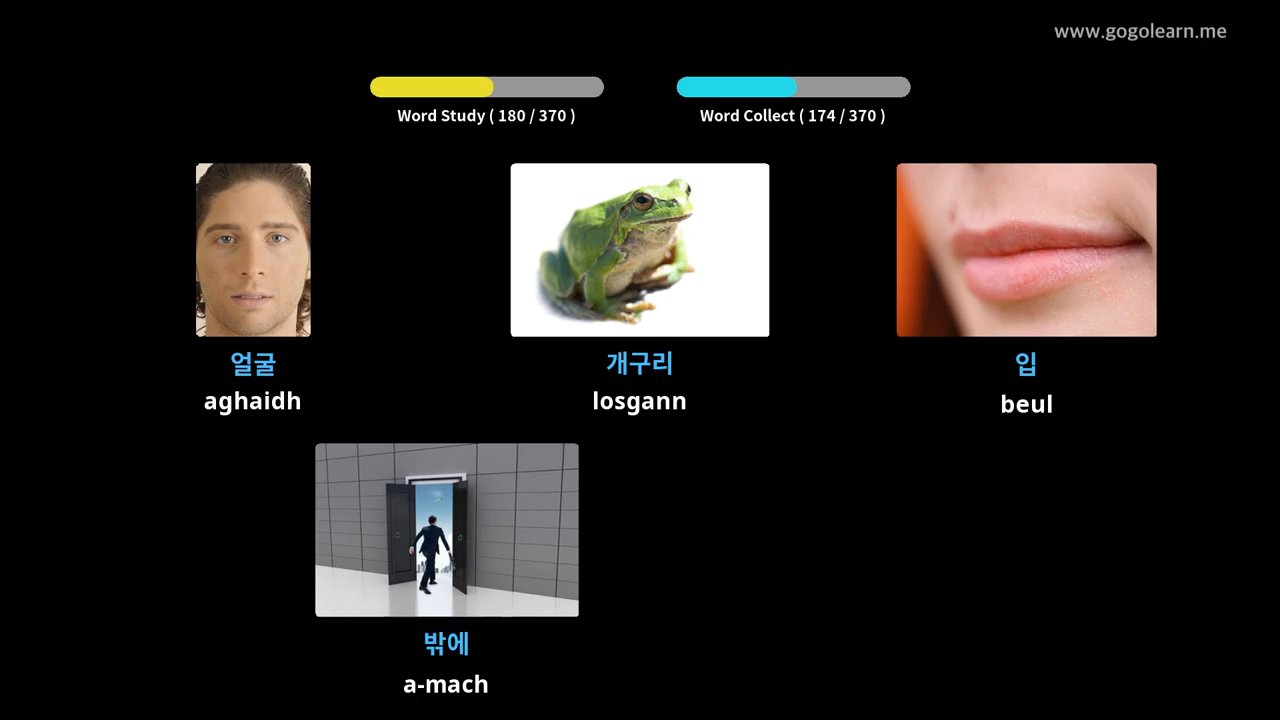 www.gogolearn.me
Word Study ( 180 / 370 )
Word Collect ( 174 / 370 )
얼굴
aghaidh
개구리
losgann
입
beul
밖에
a-mach